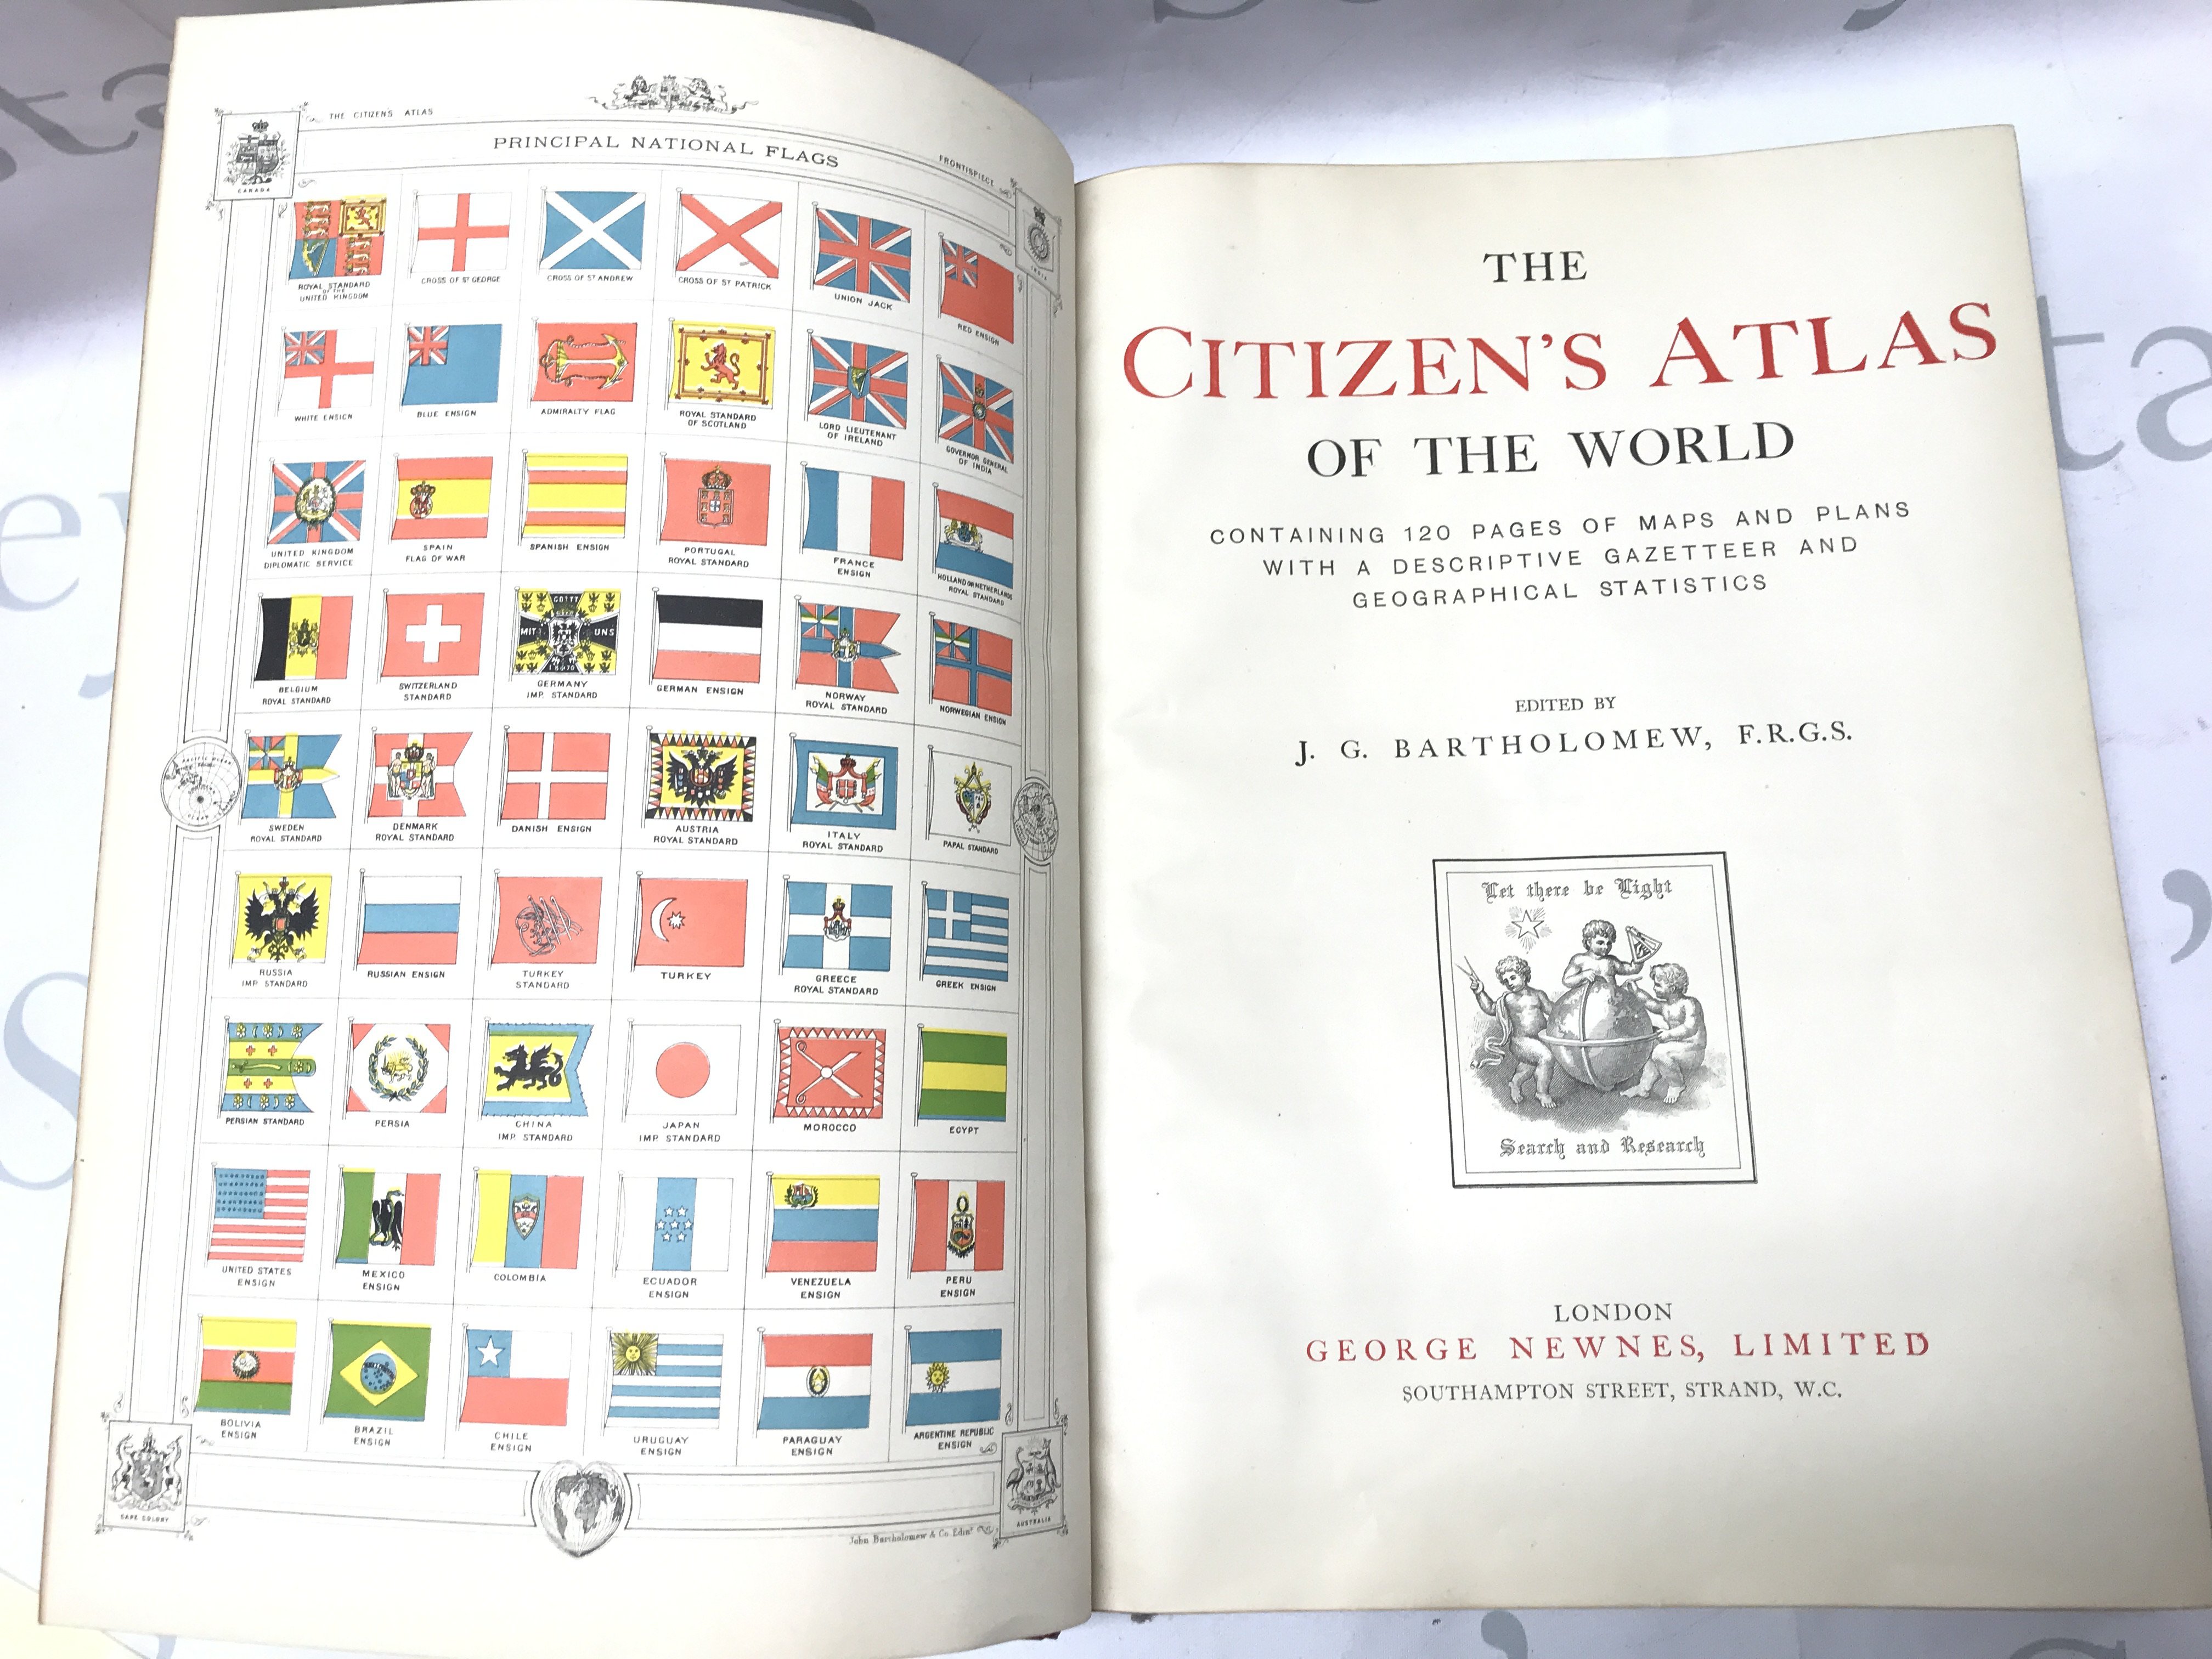 THE CITIZEN'S ATLAS
PRINCIPAL NATIONAL FLAGS
FRONTISPIECE
CANADA
INDIA
ROYAL STANDARD
OF THE
UNITED KINGDOM
CROSS OF ST GEORGE
CROSS OF ST ANDREW
CROSS OF ST PATRICK
UNION JACK
RED ENSIGN
WHITE ENSIGN
BLUE ENSIGN
ADMIRALTY FLAG
ROYAL STANDARD
OF SCOTLAND
LORD LIEUTENANT
OF IRELAND
GOVERNOR GENERAL
OF INDIA
UNITED KINGDOM
DIPLOMATIC SERVICE
SPAIN
FLAG OF WAR
SPANISH ENSIGN
PORTUGAL
ROYAL STANDARD
FRANCE
ENSIGN
HOLLAND OR NETHERLANDS
ROYAL STANDARD
BELGIUM
ROYAL STANDARD
SWITZERLAND
STANDARD
GOTT
MIT UNS
1870
GERMANY
IMP. STANDARD
GERMAN ENSIGN
NORWAY
ROYAL STANDARD
NORWEGIAN ENSIGN
SWEDEN
ROYAL STANDARD
DENMARK
ROYAL STANDARD
DANISH ENSIGN
AUSTRIA
ROYAL STANDARD
ITALY
ROYAL STANDARD
PAPAL STANDARD
RUSSIA
IMP STANDARD
RUSSIAN ENSIGN
TURKEY
STANDARD
TURKEY
GREECE
ROYAL STANDARD
GREEK ENSIGN
PERSIAN STANDARD
PERSIA
CHINA
IMP. STANDARD
JAPAN
IMP STANDARD
MOROCCO
EGYPT
UNITED STATES
ENSIGN
MEXICO
ENSIGN
COLOMBIA
ECUADOR
ENSIGN
VENEZUELA
ENSIGN
PERU
ENSIGN
BOLIVIA
ENSIGN
BRAZIL
ENSIGN
CHILE
ENSIGN
URUGUAY
ENSIGN
PARAGUAY
ENSIGN
ARGENTINE REPUBLIC
ENSIGN
CAPE COLONY
AUSTRALIA
John Bartholomew & Co. Edinr
THE
CITIZEN'S ATLAS
OF THE WORLD
CONTAINING 120 PAGES OF MAPS AND PLANS
WITH A DESCRIPTIVE GAZETTEER AND
GEOGRAPHICAL STATISTICS
EDITED BY
J. G. BARTHOLOMEW, F.R.G.S.
Let there be Light
Search and Research
LONDON
GEORGE NEWNES, LIMITED
SOUTHAMPTON STREET, STRAND, W.C.